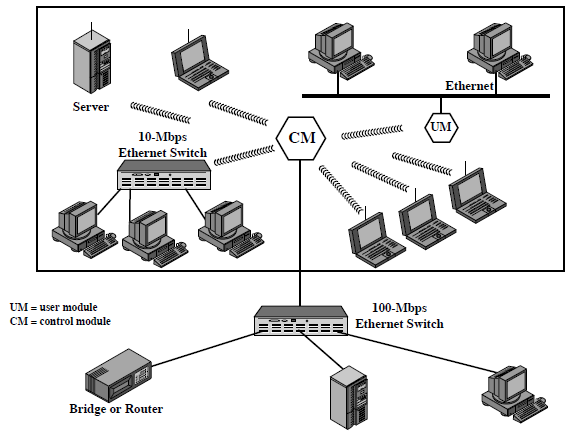 Server
Ethernet
10-Mbps
Ethernet Switch
CM
UM
UM = user module
CM = control module
100-Mbps
Ethernet Switch
Bridge or Router